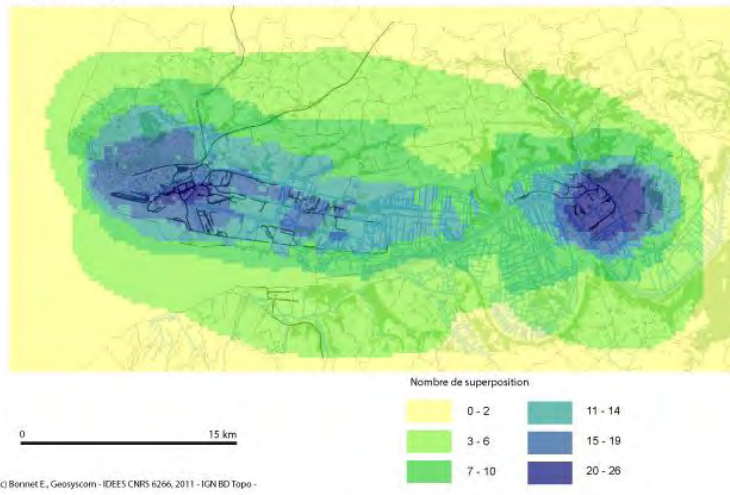 Nombre de superposition
0 - 2
11 - 14
3 - 6
15 - 19
7 - 10
20 - 26
0
15 km
c) Bonnet E., Geosyscom - IDEES CNRS 6266, 2011 - IGN BD Topo -